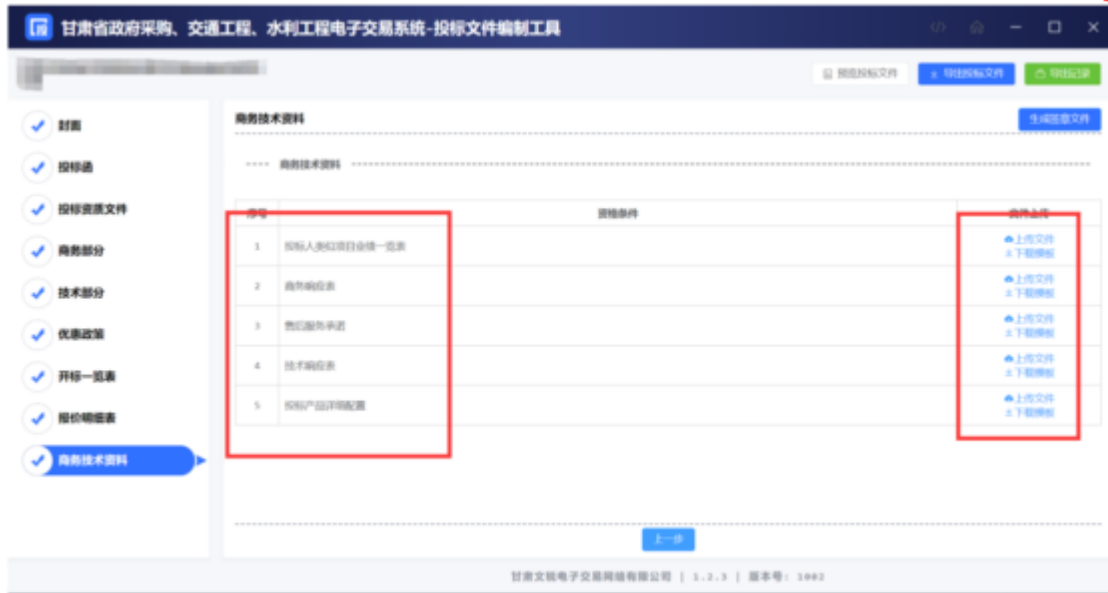 甘肃省政府采购、交通工程、水利工程电子交易系统-投标文件编制工具
预览投标文件
导出投标文件
导出记录
封面
投标函
投标资质文件
商务部分
技术部分
优惠政策
开标一览表
报价明细表
商务技术资料
商务技术资料
生成签章文件
商务技术资料
序号 资格条件 文件上传
1 投标人类似项目业绩一览表 上传文件
下载模板
2 商务响应表 上传文件
下载模板
3 售后服务承诺 上传文件
下载模板
4 技术响应表 上传文件
下载模板
5 投标产品详细配置 上传文件
下载模板
上一步
甘肃文锐电子交易网络有限公司 | 1.2.3 | 版本号: 1002